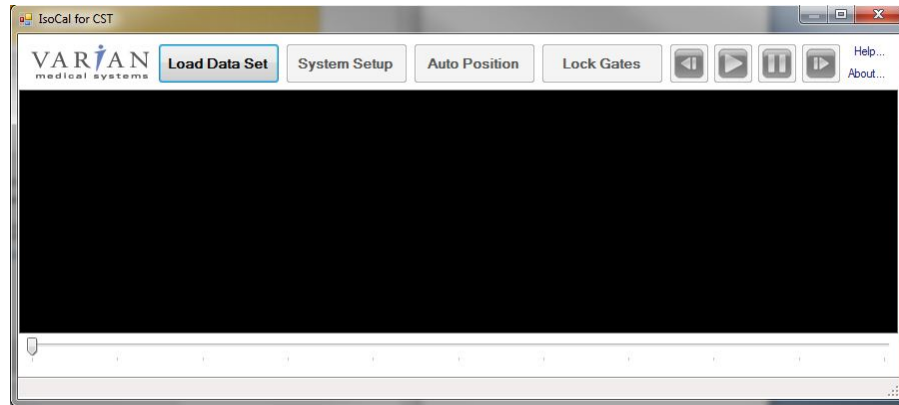 IsoCal for CST
VARIAN
medical systems
Load Data Set
System Setup
Auto Position
Lock Gates
Help...
About...